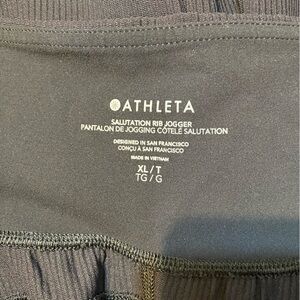 ATHLETA
SALUTATION RIB JOGGER
PANTALON DE JOGGING CÔTELÉ SALUTATION
DESIGNED IN SAN FRANCISCO
CONÇU À SAN FRANCISCO
MADE IN VIETNAM
XL/T
TG/G